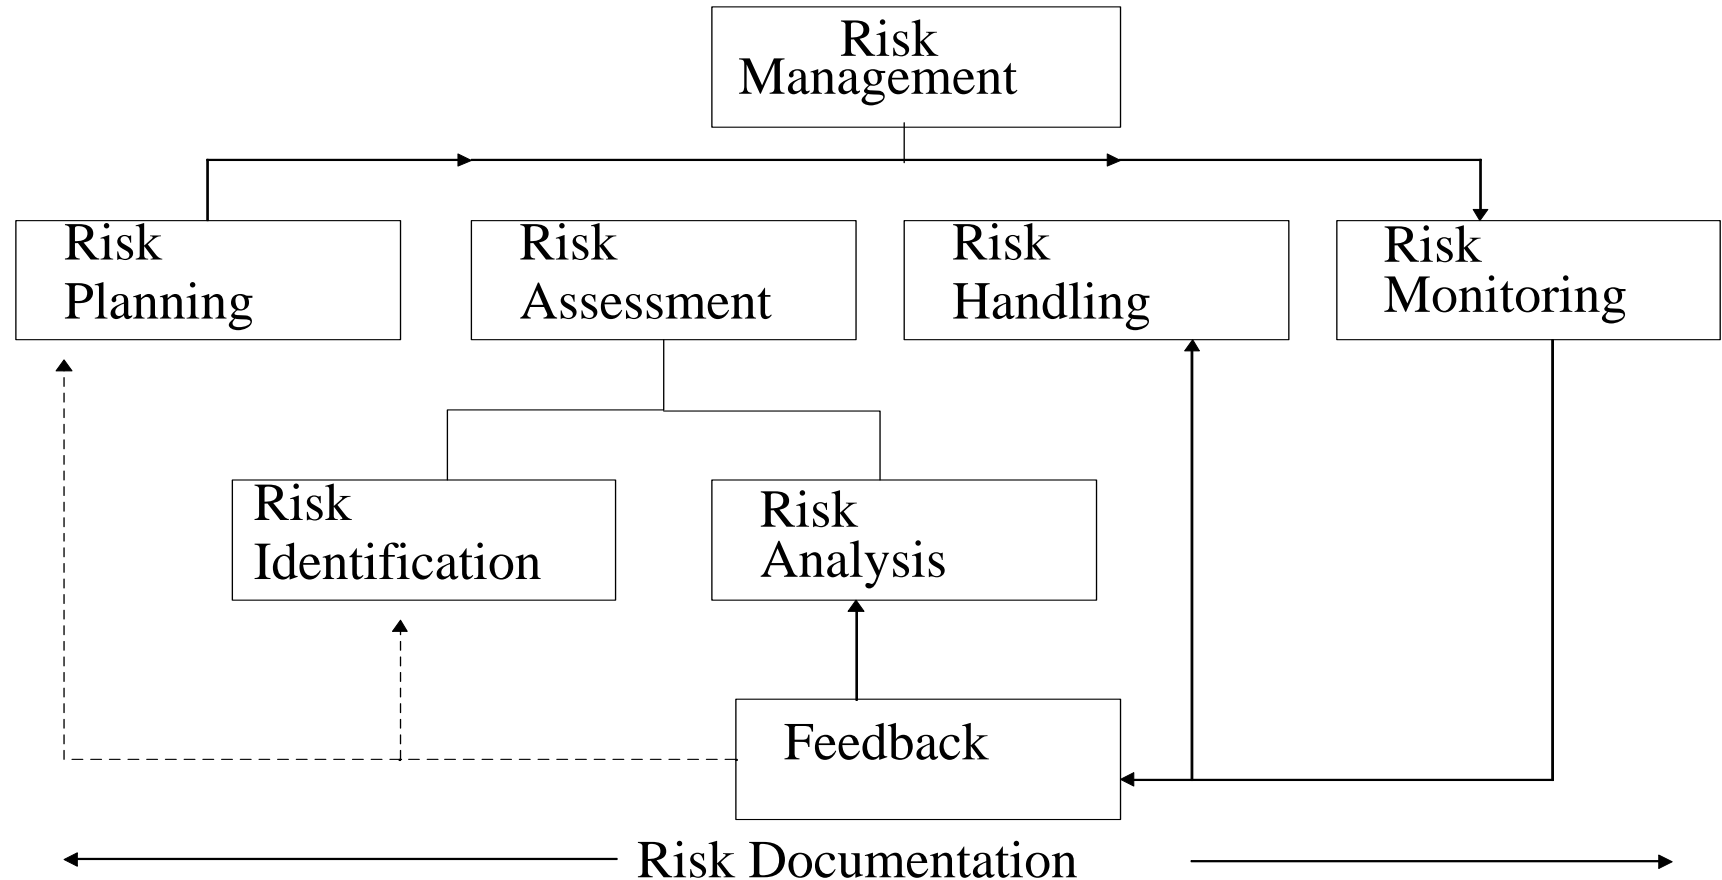 Risk
Management
Risk
Planning
Risk
Assessment
Risk
Handling
Risk
Monitoring
Risk
Identification
Risk
Analysis
Feedback
Risk Documentation